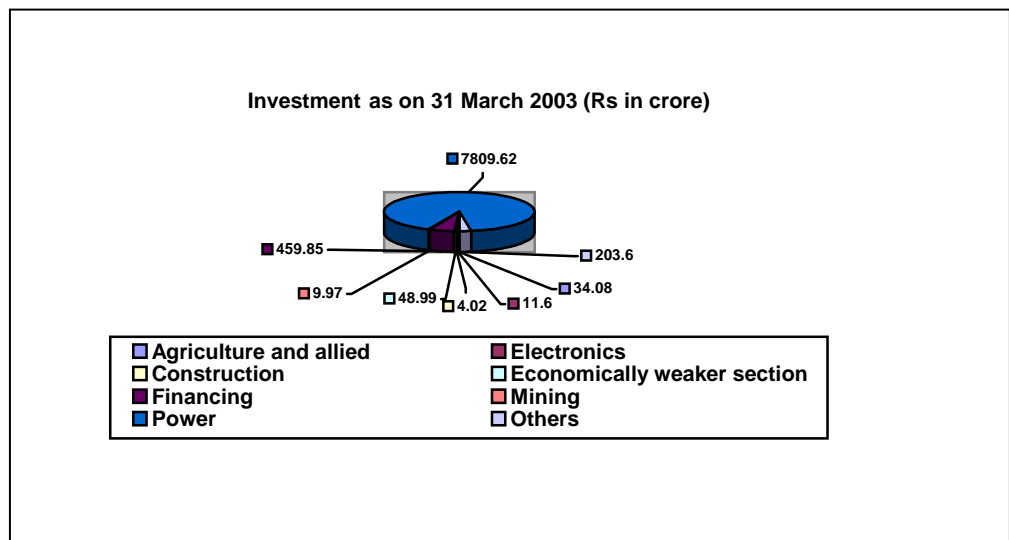 Investment as on 31 March 2003 (Rs in crore)
7809.62
459.85
203.6
9.97
48.99
4.02
11.6
34.08
Agriculture and allied
Electronics
Construction
Economically weaker section
Financing
Mining
Power
Others